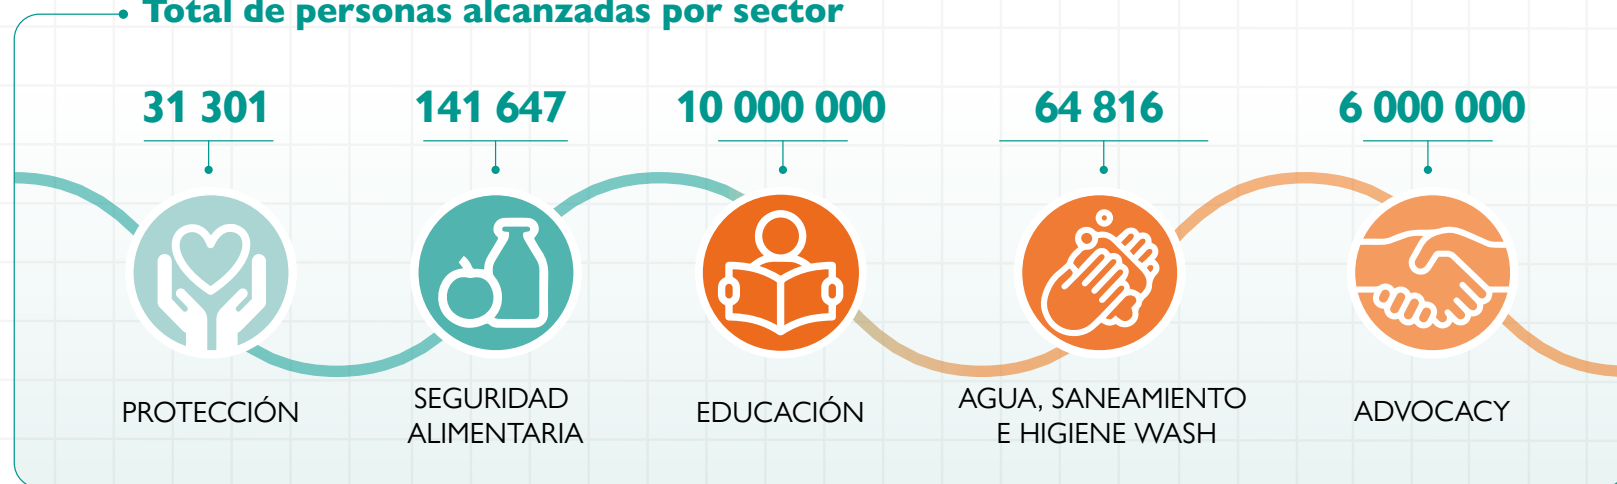 Total de personas alcanzadas por sector
31 301
141 647
10 000 000
64 816
6 000 000
PROTECCIÓN
SEGURIDAD
ALIMENTARIA
EDUCACIÓN
AGUA, SANEAMIENTO
E HIGIENE WASH
ADVOCACY